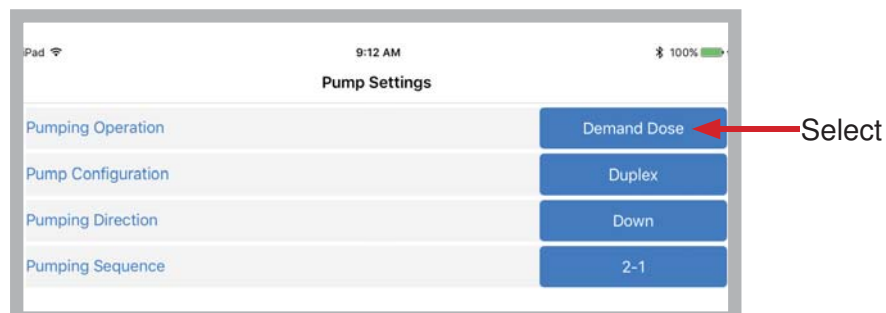 iPad 9:12 AM 100%
Pump Settings
Pumping Operation Demand Dose Select
Pump Configuration Duplex
Pumping Direction Down
Pumping Sequence 2-1